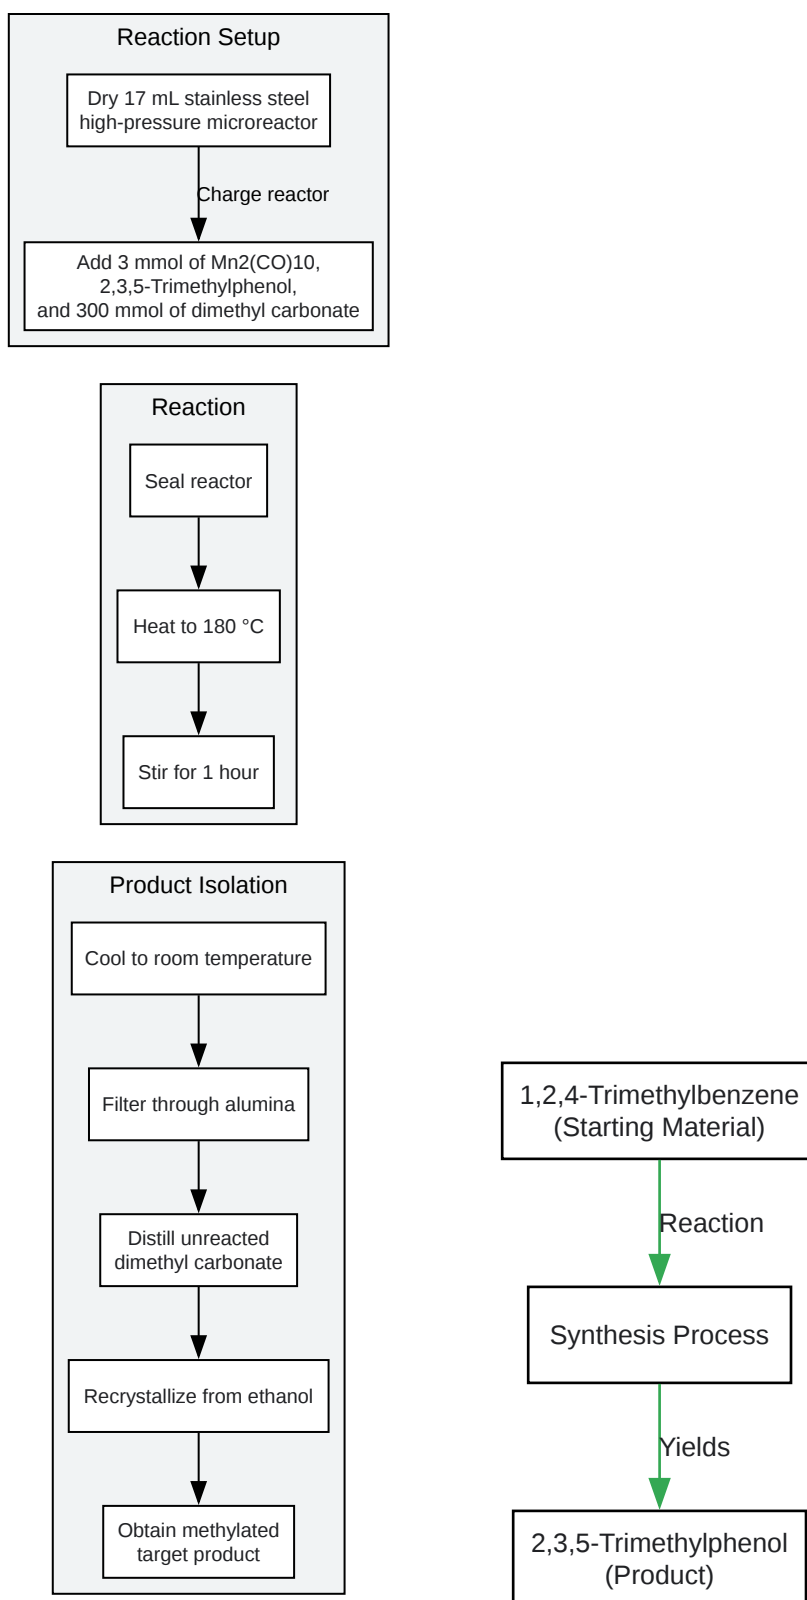 Reaction Setup
Dry 17 mL stainless steel
high-pressure microreactor
Charge reactor
Add 3 mmol of Mn2(CO)10,
2,3,5-Trimethylphenol,
and 300 mmol of dimethyl carbonate
Reaction
Seal reactor
Heat to 180 °C
Stir for 1 hour
Product Isolation
Cool to room temperature
Filter through alumina
Distill unreacted
dimethyl carbonate
Recrystallize from ethanol
Obtain methylated
target product
1,2,4-Trimethylbenzene
(Starting Material)
Reaction
Synthesis Process
Yields
2,3,5-Trimethylphenol
(Product)